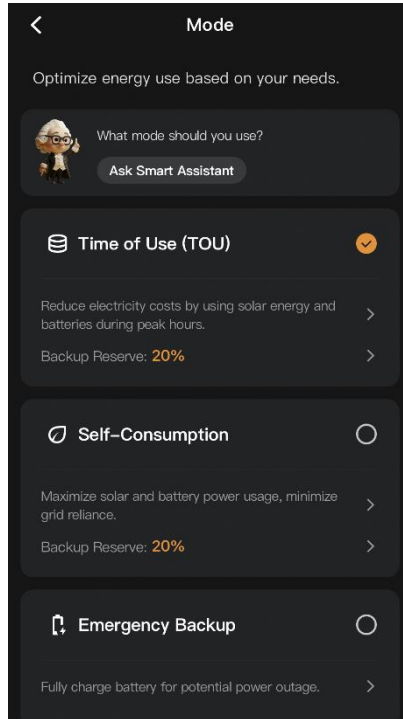 Mode
Optimize energy use based on your needs.
What mode should you use?
Ask Smart Assistant
Time of Use (TOU)
Reduce electricity costs by using solar energy and
batteries during peak hours.
Backup Reserve: 20%
Self-Consumption
Maximize solar and battery power usage, minimize
grid reliance.
Backup Reserve: 20%
Emergency Backup
Fully charge battery for potential power outage.